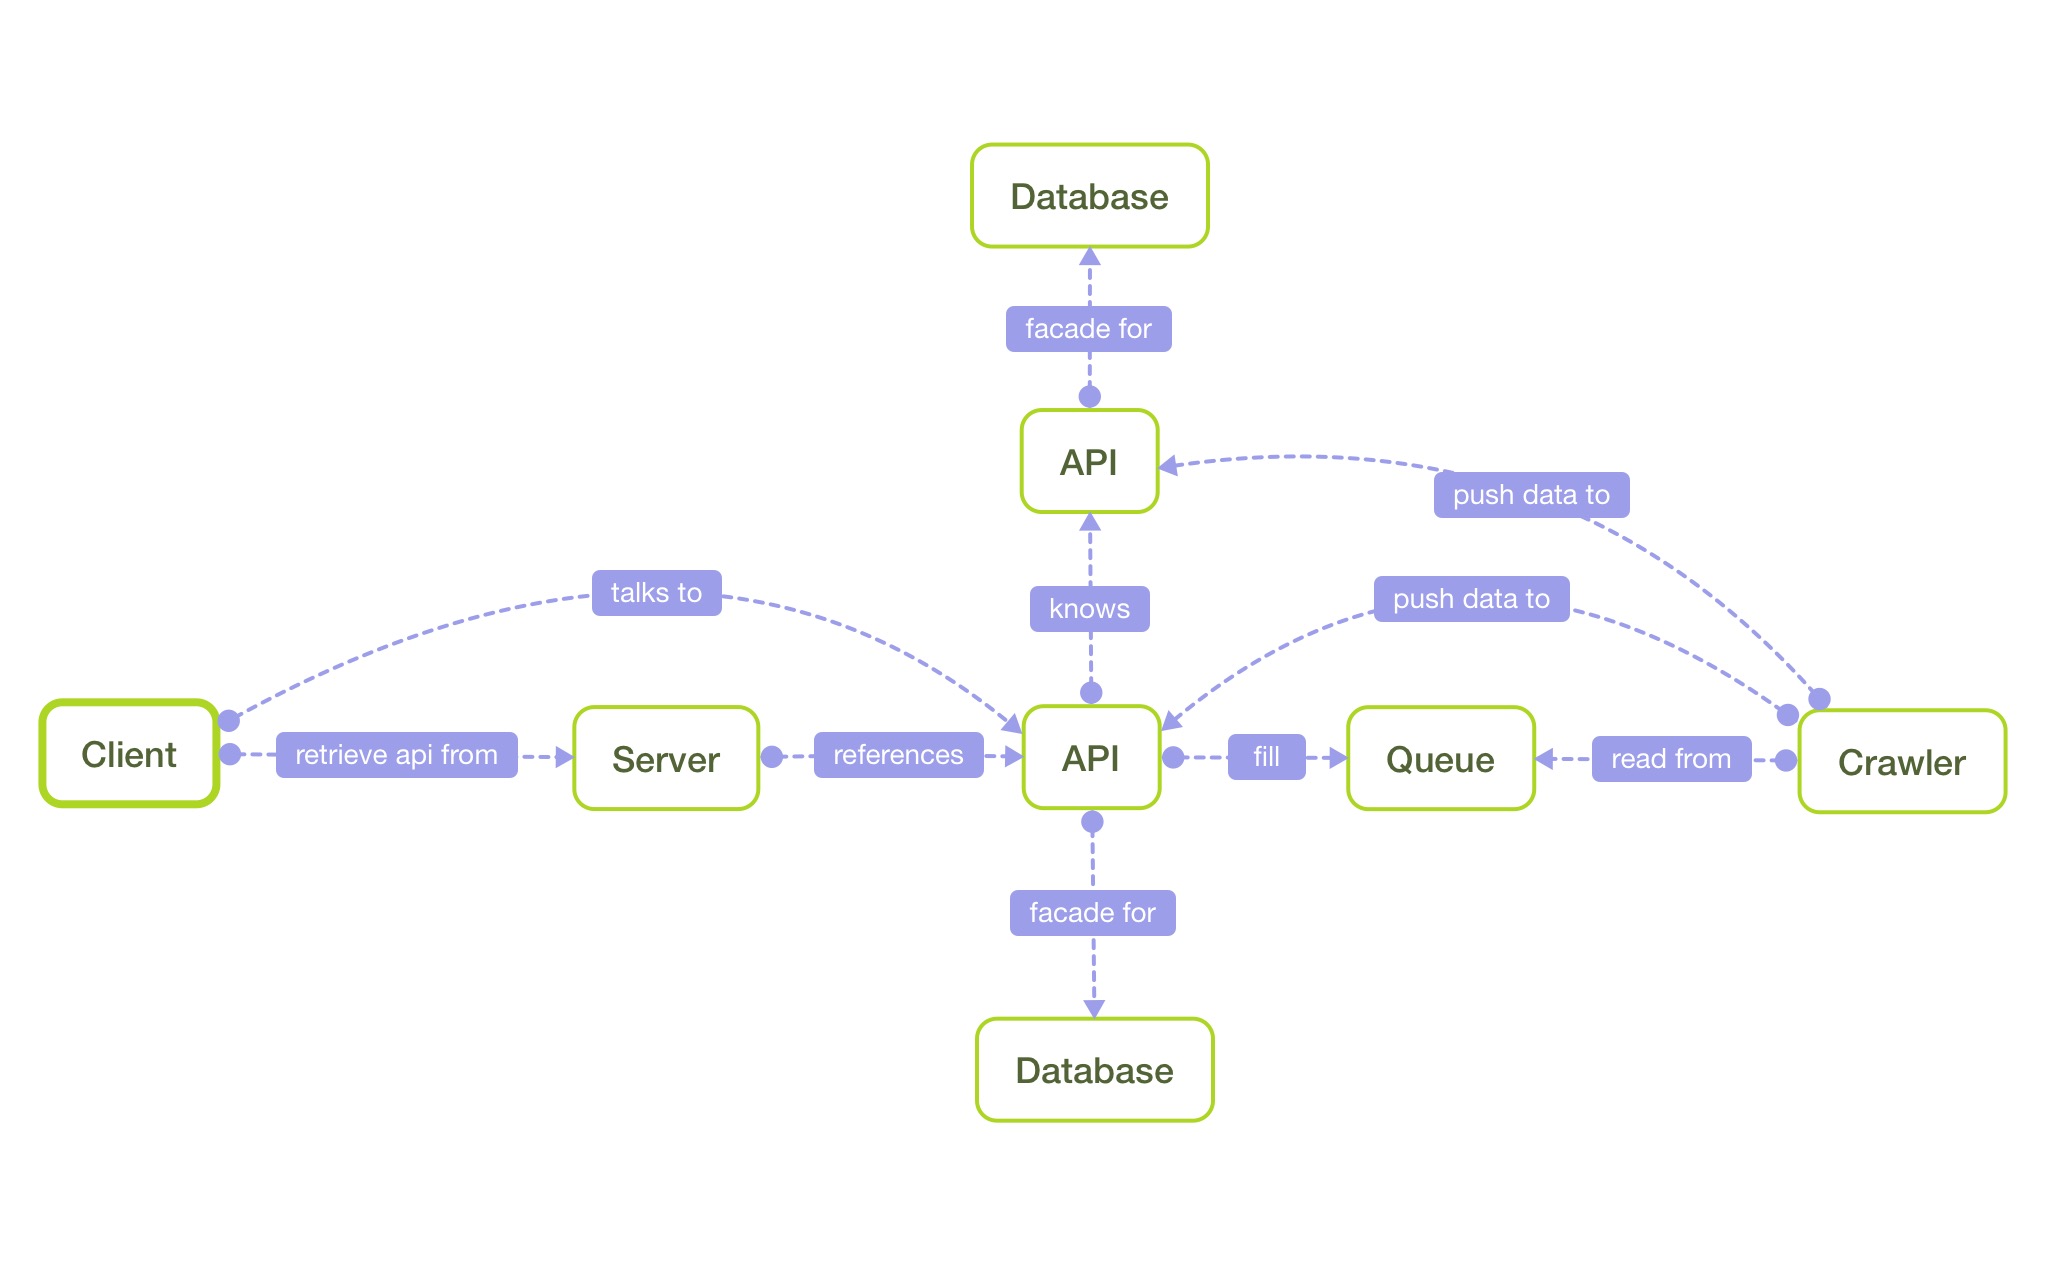 Database
facade for
API
push data to
talks to
knows
push data to
Client
retrieve api from
Server
references
API
fill
Queue
read from
Crawler
facade for
Database